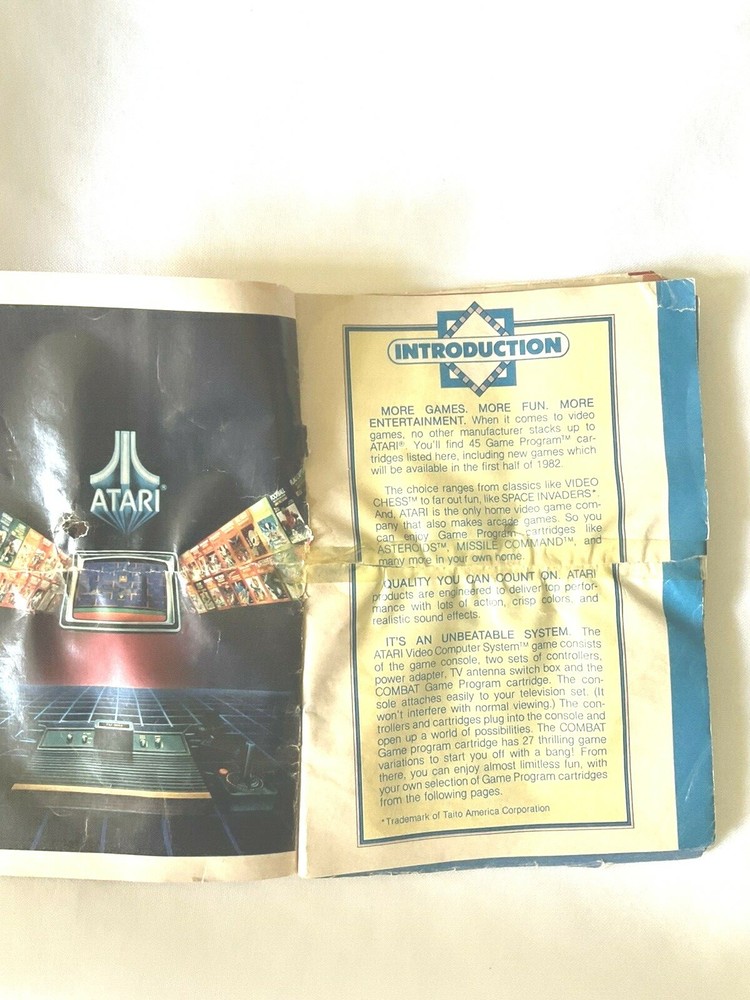 ATARI®
INTRODUCTION
MORE GAMES. MORE FUN. MORE
ENTERTAINMENT. When it comes to video
games, no other manufacturer stacks up to
ATARI®. You'll find 45 Game Program™ car-
tridges listed here, including new games which
will be available in the first half of 1982.
The choice ranges from classics like VIDEO
CHESS™ to far out fun, like SPACE INVADERS*.
And, ATARI is the only home video game com-
pany that also makes arcade games. So you
can enjoy Game Program cartridges like
ASTEROIDS™, MISSILE COMMAND™, and
many more in your own home.
QUALITY YOU CAN COUNT ON. ATARI
products are engineered to deliver top perfor-
mance with lots of action, crisp colors, and
realistic sound effects.
IT'S AN UNBEATABLE SYSTEM. The
ATARI Video Computer System™ game consists
of the game console, two sets of controllers,
power adapter, TV antenna switch box and the
COMBAT Game Program cartridge. The con-
sole attaches easily to your television set. (It
won't interfere with normal viewing.) The con-
trollers and cartridges plug into the console and
open up a world of possibilities. The COMBAT
Game program cartridge has 27 thrilling game
variations to start you off with a bang! From
there, you can enjoy almost limitless fun, with
your own selection of Game Program cartridges
from the following pages.
*Trademark of Taito America Corporation